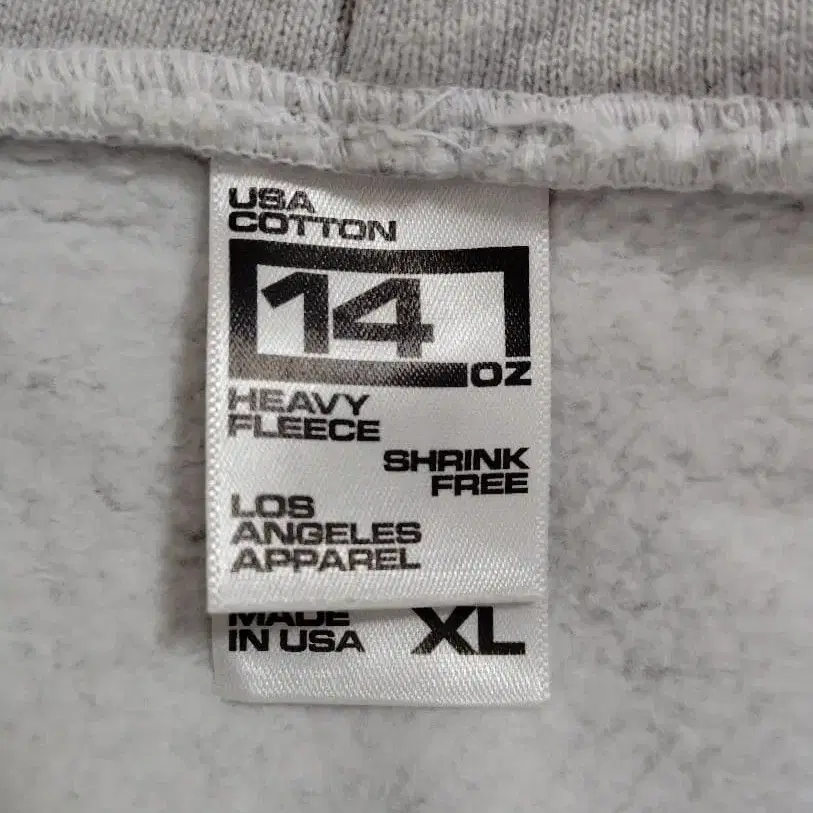 USA
COTTON
14
OZ
HEAVY
FLEECE
SHRINK
FREE
LOS
ANGELES
APPAREL
MADE
IN USA
XL